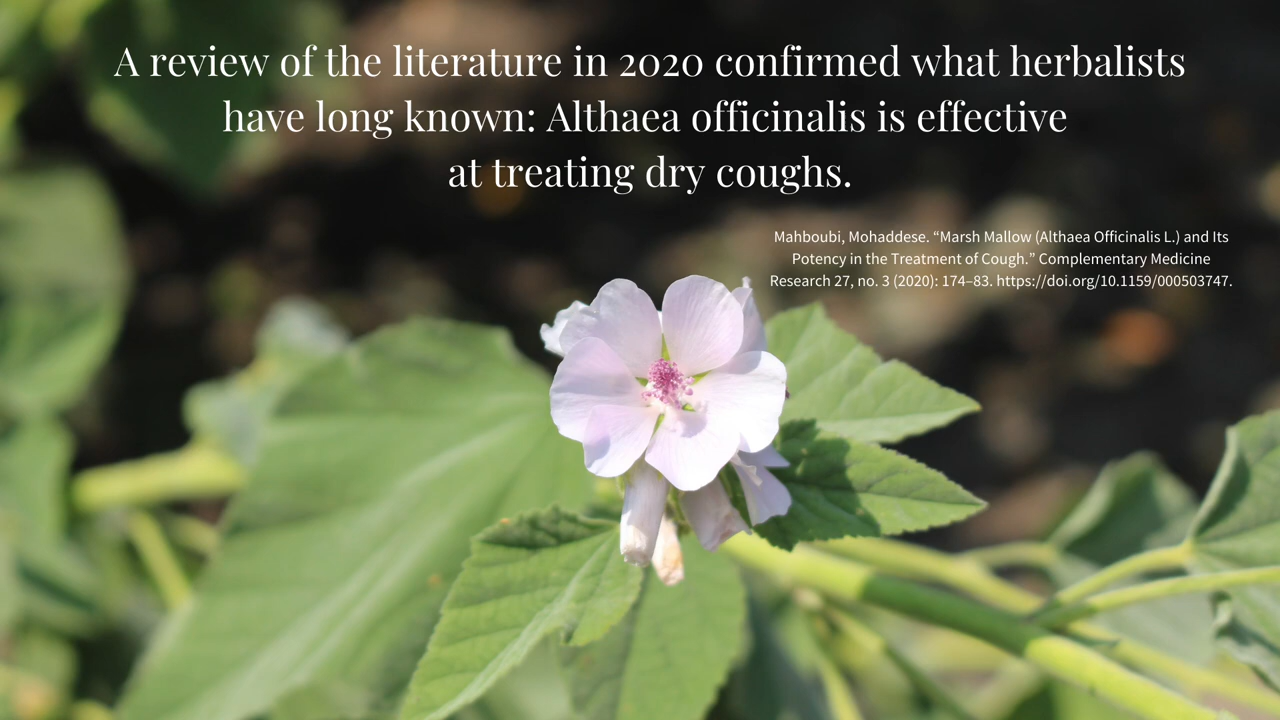 A review of the literature in 2020 confirmed what herbalists
have long known: Althaea officinalis is effective
at treating dry coughs.
Mahboubi, Mohaddese. “Marsh Mallow (Althaea Officinalis L.) and Its
Potency in the Treatment of Cough.” Complementary Medicine
Research 27, no. 3 (2020): 174–83. https://doi.org/10.1159/000503747.